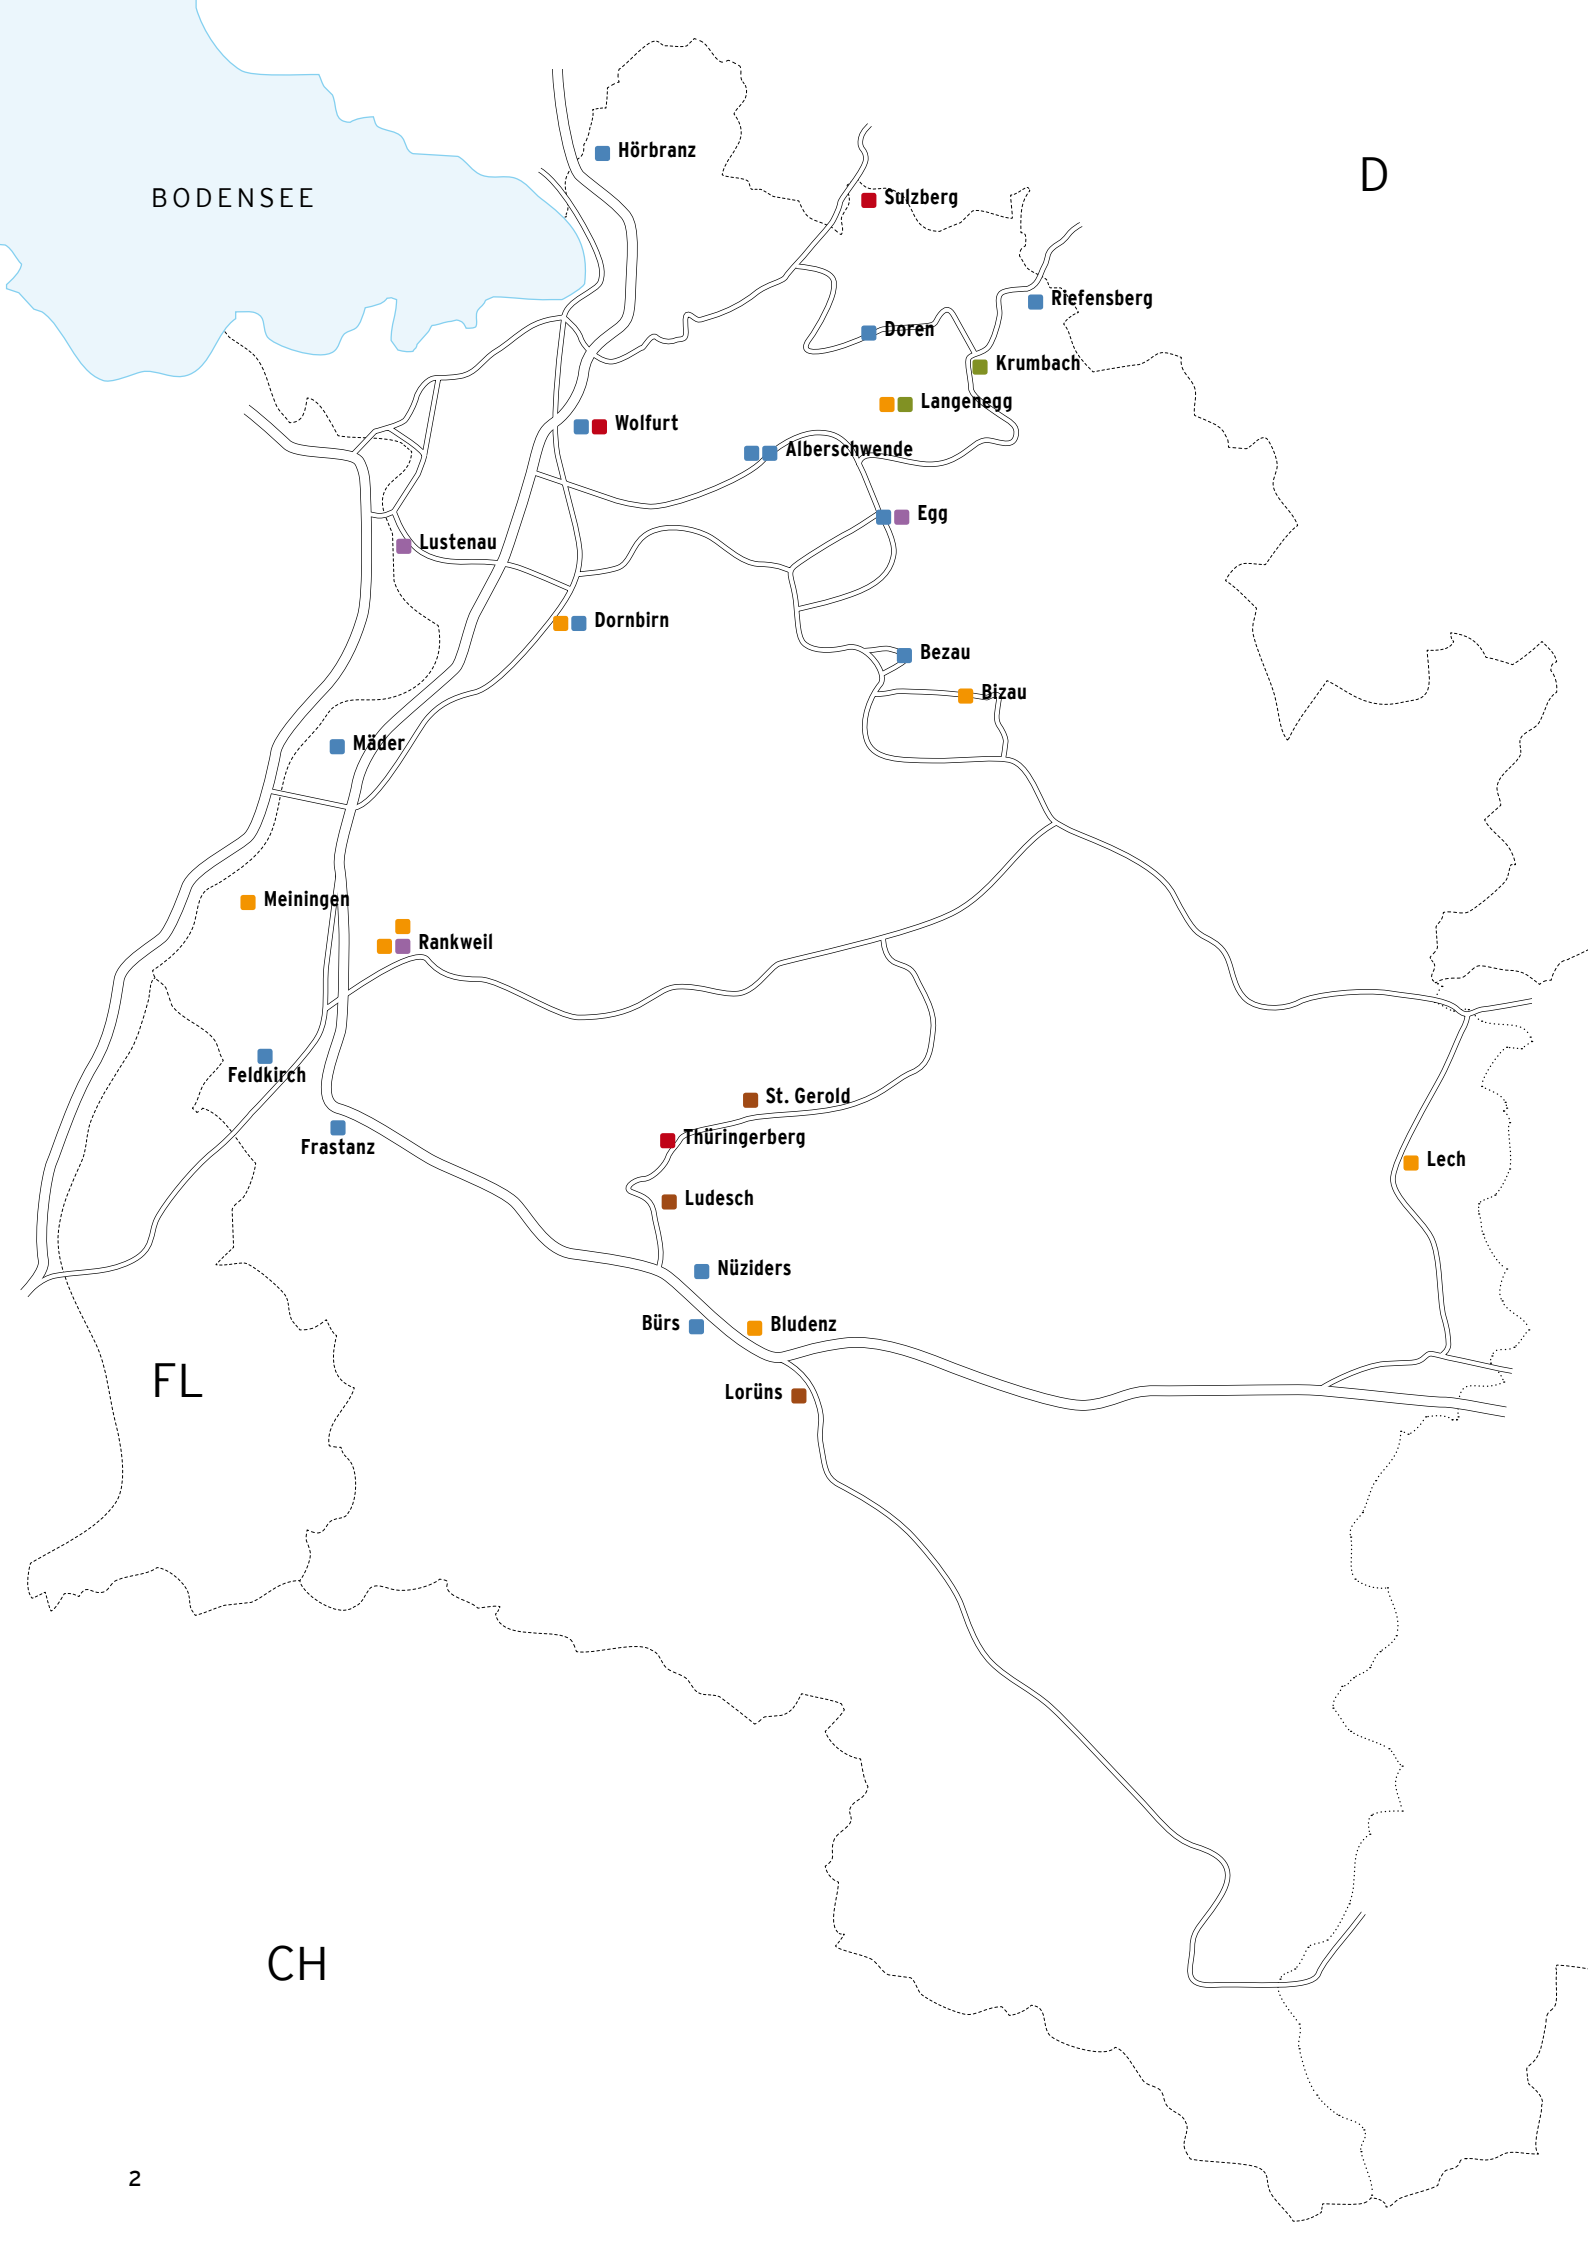 Hörbranz
D
BODENSEE
Sulzberg
Riefensberg
Doren
Krumbach
Langenegg
Wolfurt
Alberschwende
Egg
Lustenau
Dornbirn
Bezau
Bizau
Mäder
Meiningen
Rankweil
Feldkirch
St. Gerold
Thüringerberg
Frastanz
Lech
Ludesch
Nüziders
Bürs
Bludenz
FL
Lorüns
CH
2